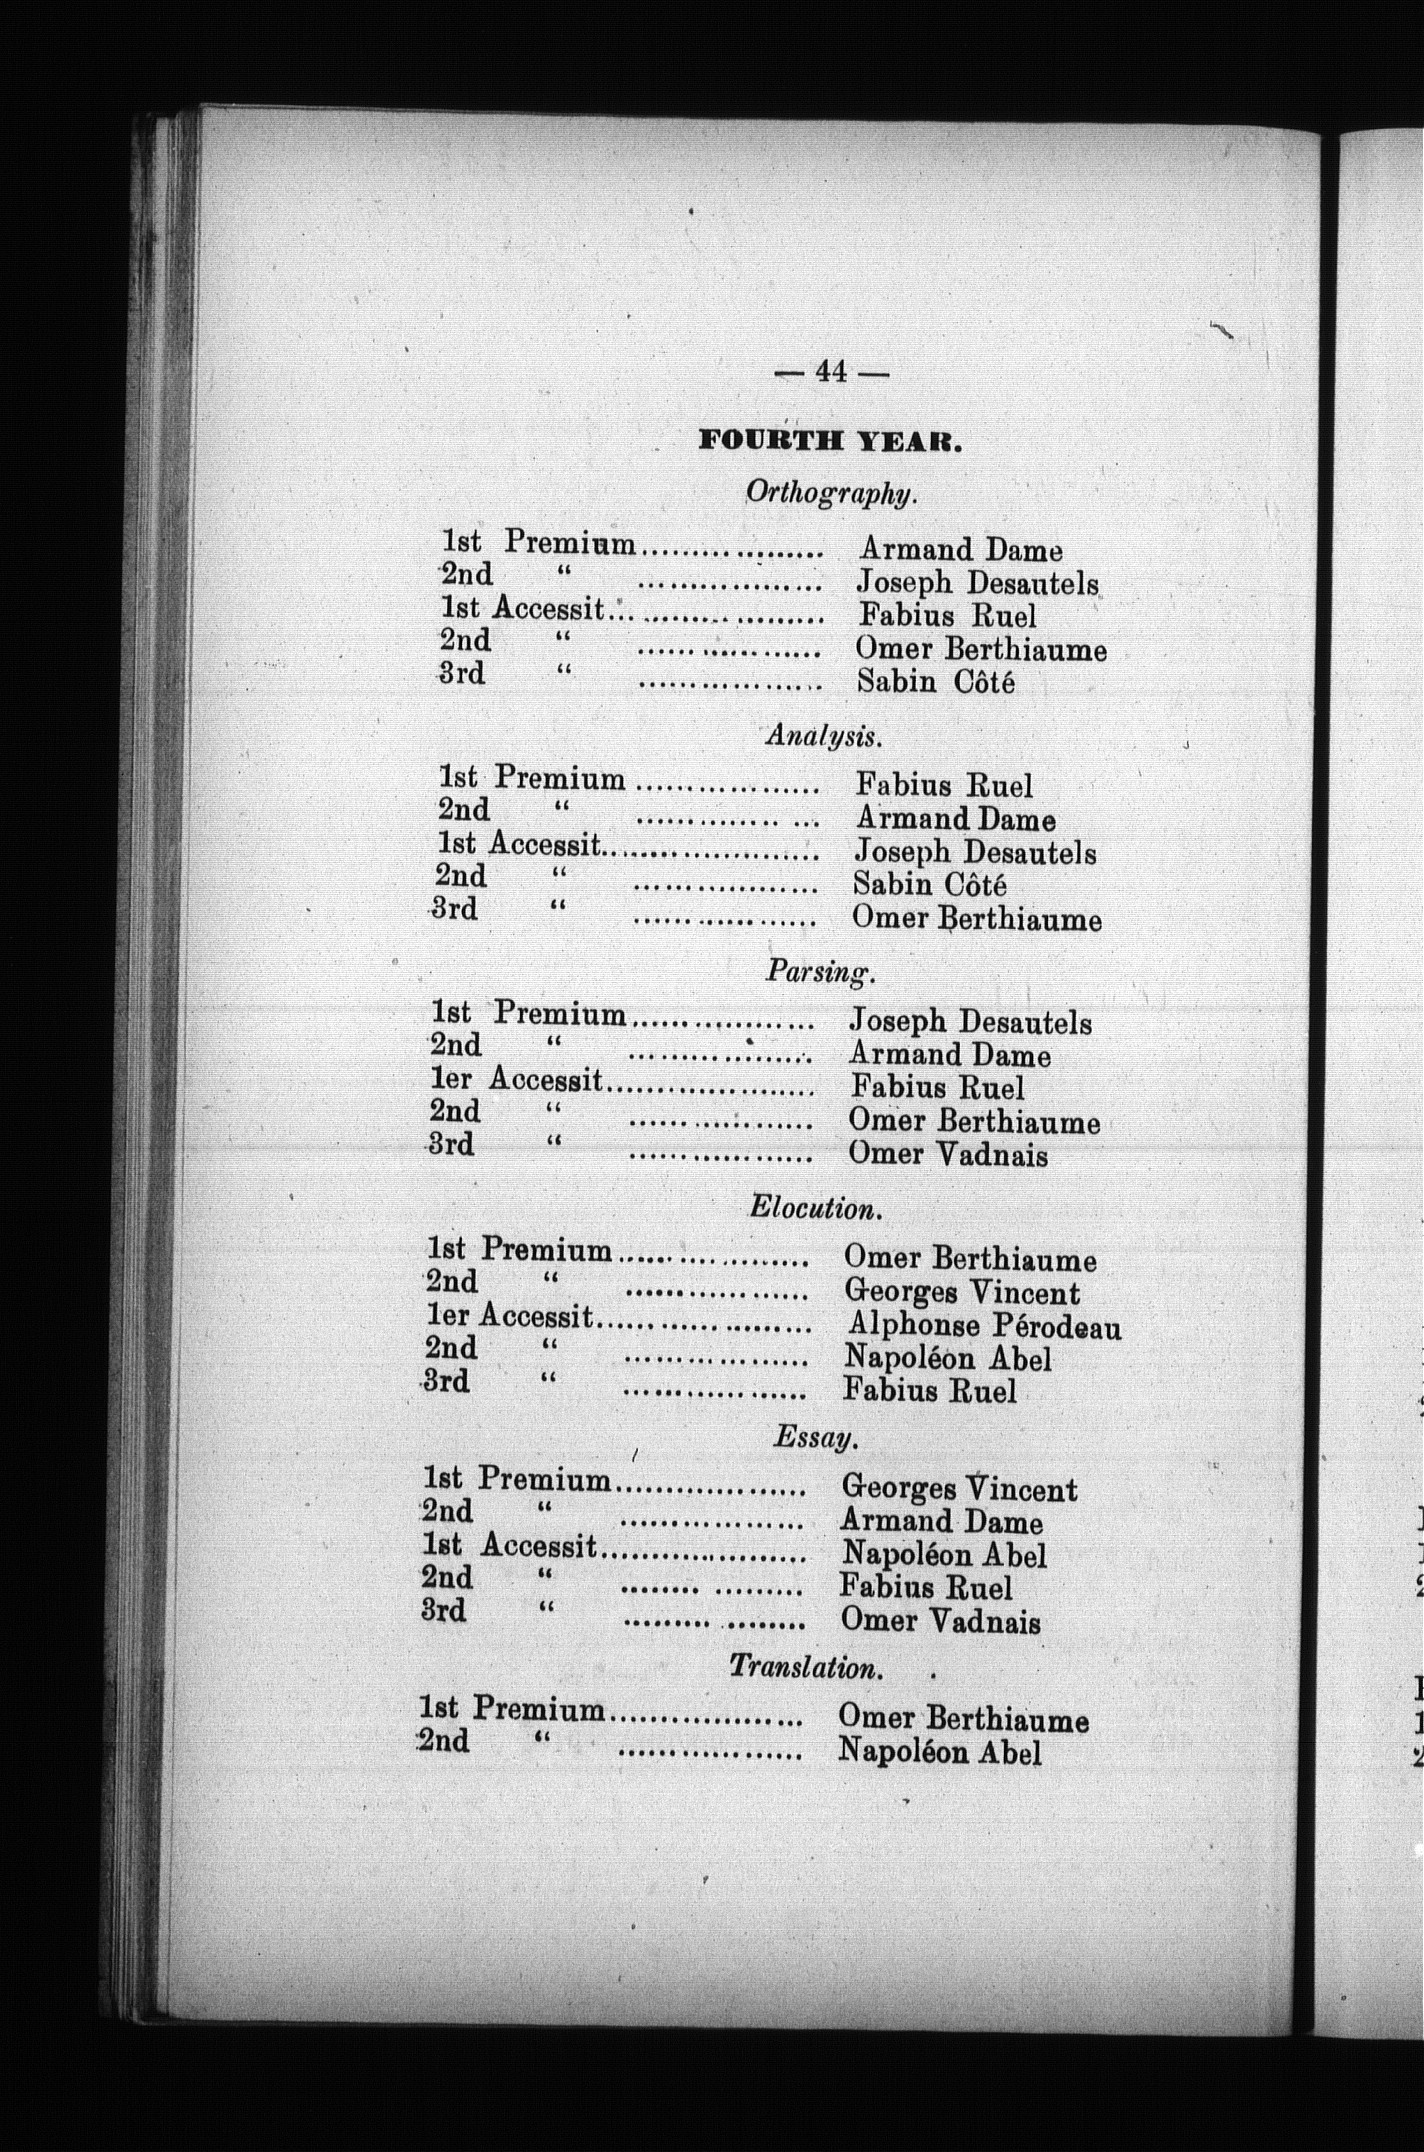 — 44 —
FOURTH YEAR.
Orthography.
1st Premium.................. Armand Dame
2nd “ .................. Joseph Desautels
1st Accessit..................... Fabius Ruel
2nd “ .................. Omer Berthiaume
3rd “ .................. Sabin Côté
Analysis.
1st Premium .................. Fabius Ruel
2nd “ ................. Armand Dame
1st Accessit...................... Joseph Desautels
2nd “ .................. Sabin Côté
3rd “ .................. Omer Berthiaume
Parsing.
1st Premium.................. Joseph Desautels
2nd “ .................. Armand Dame
1er Accessit..................... Fabius Ruel
2nd “ .................. Omer Berthiaume
3rd “ .................. Omer Vadnais
Elocution.
1st Premium................... Omer Berthiaume
2nd “ .................. Georges Vincent
1er Accessit..................... Alphonse Pérodeau
2nd “ .................. Napoléon Abel
3rd “ .................. Fabius Ruel
Essay.
1st Premium................... Georges Vincent
2nd “ .................. Armand Dame
1st Accessit..................... Napoléon Abel
2nd “ ................. Fabius Ruel
3rd “ ................. Omer Vadnais
Translation.
1st Premium................... Omer Berthiaume
2nd “ .................. Napoléon Abel